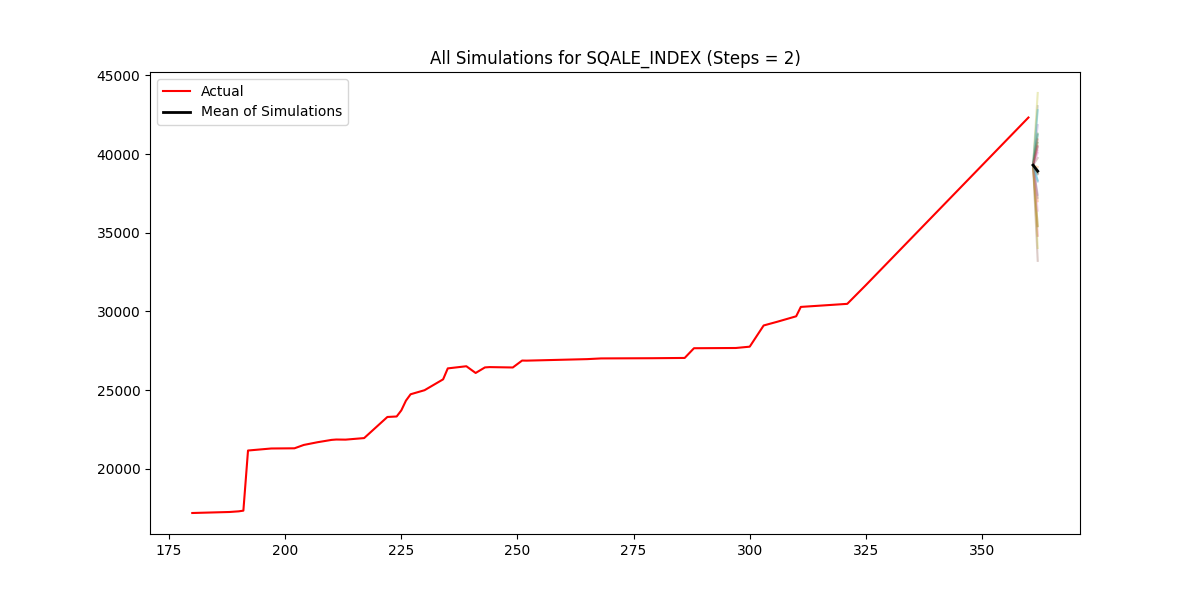 All Simulations for SQALE_INDEX (Steps = 2)
45000
Actual
Mean of Simulations
40000
35000
30000
25000
20000
175 200 225 250 275 300 325 350